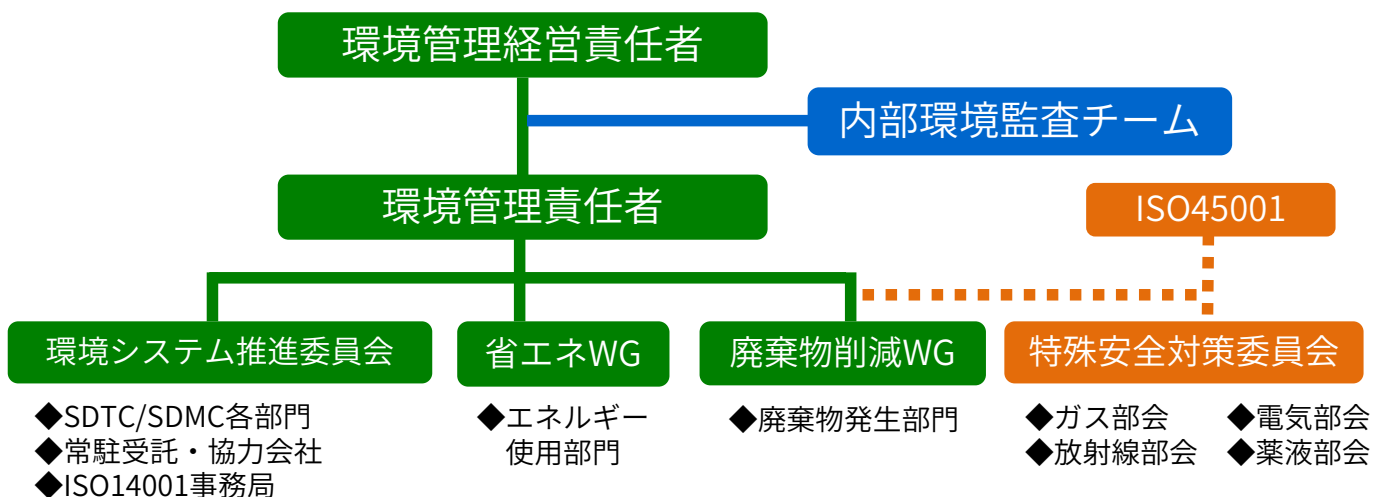 環境管理経営責任者
内部環境監査チーム
環境管理責任者
ISO45001
環境システム推進委員会
省エネWG
廃棄物削減WG
特殊安全対策委員会
◆SDTC/SDMC各部門
◆常駐受託・協力会社
◆ISO14001事務局
◆エネルギー
使用部門
◆廃棄物発生部門
◆ガス部会
◆電気部会
◆放射線部会
◆薬液部会